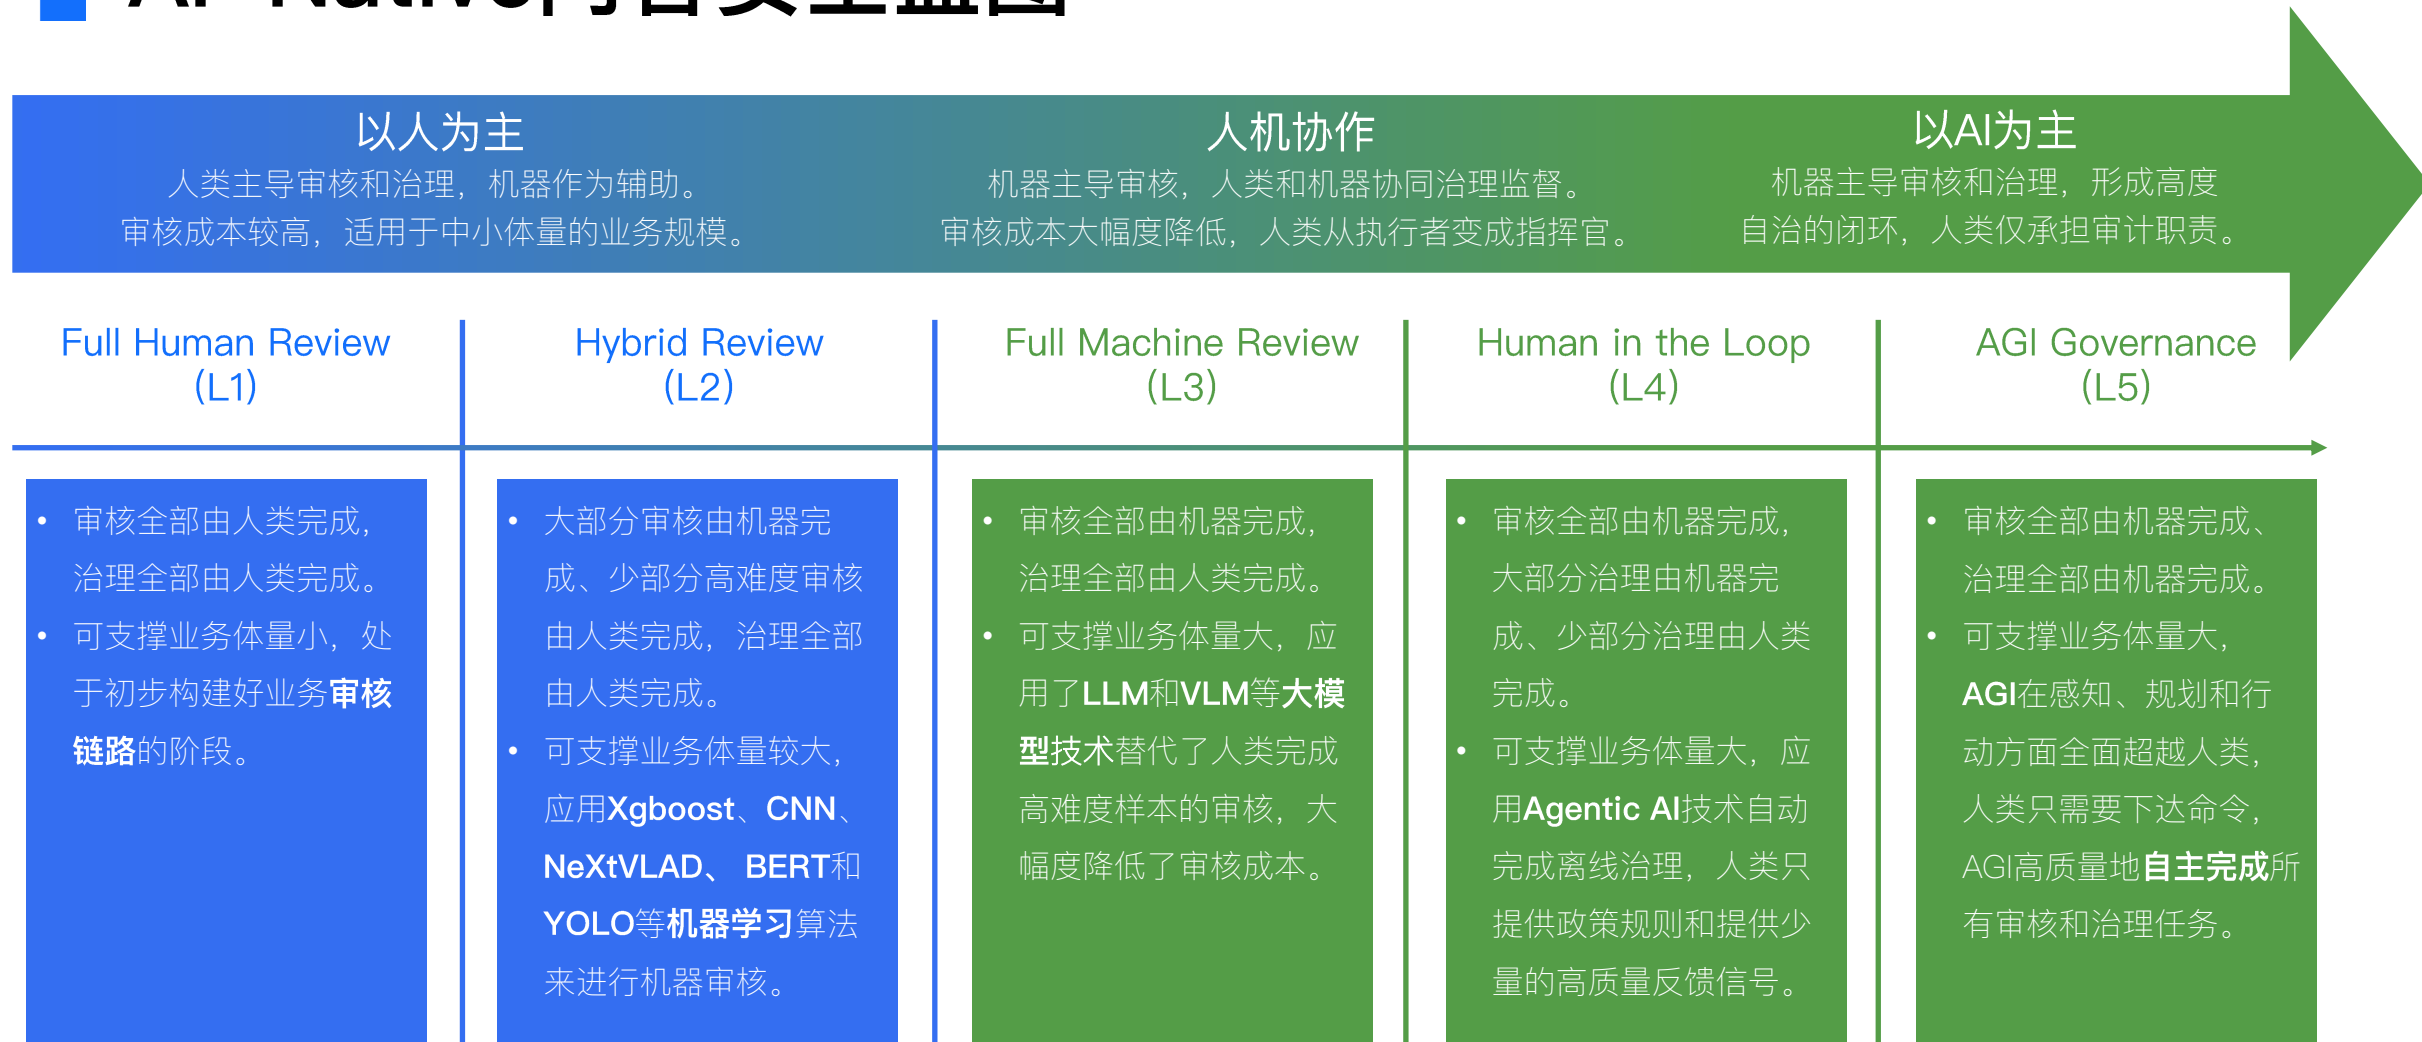 AI-Native内容安全蓝图
以人为主
人类主导审核和治理，机器作为辅助。
审核成本较高，适用于中小体量的业务规模。
人机协作
机器主导审核，人类和机器协同治理监督。
审核成本大幅度降低，人类从执行者变成指挥官。
以AI为主
机器主导审核和治理，形成高度
自治的闭环，人类仅承担审计职责。
Full Human Review
(L1)
Hybrid Review
(L2)
Full Machine Review
(L3)
Human in the Loop
(L4)
AGI Governance
(L5)
• 审核全部由人类完成，
治理全部由人类完成。
• 可支撑业务体量小，处
于初步构建好业务审核
链路的阶段。
• 大部分审核由机器完
成、少部分高难度审核
由人类完成，治理全部
由人类完成。
• 可支撑业务体量较大，
应用Xgboost、CNN、
NeXtVLAD、 BERT和
YOLO等机器学习算法
来进行机器审核。
• 审核全部由机器完成，
治理全部由人类完成。
• 可支撑业务体量大，应
用了LLM和VLM等大模
型技术替代了人类完成
高难度样本的审核，大
幅度降低了审核成本。
• 审核全部由机器完成，
大部分治理由机器完
成、少部分治理由人类
完成。
• 可支撑业务体量大，应
用Agentic AI技术自动
完成离线治理，人类只
提供政策规则和提供少
量的高质量反馈信号。
• 审核全部由机器完成、
治理全部由机器完成。
• 可支撑业务体量大，
AGI在感知、规划和行
动方面全面超越人类，
人类只需要下达命令，
AGI高质量地自主完成所
有审核和治理任务。